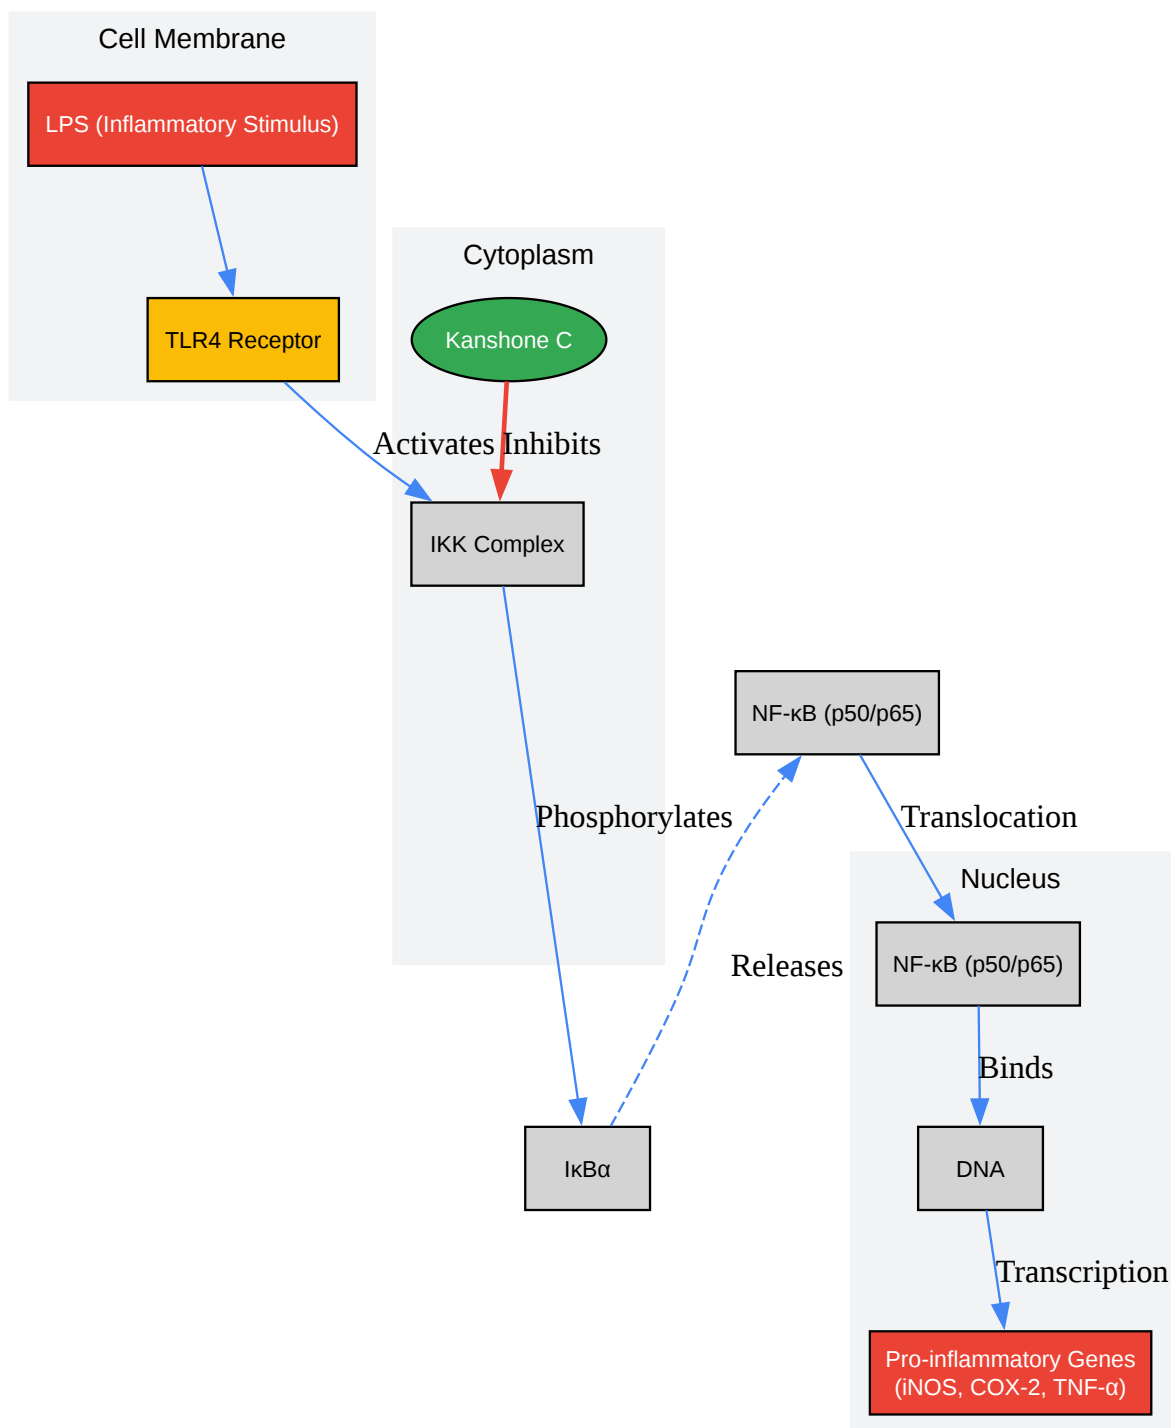 Cell Membrane
LPS (Inflammatory Stimulus)
Cytoplasm
TLR4 Receptor
Kanshone C
Activates
Inhibits
IKK Complex
NF-κB (p50/p65)
Phosphorylates
Translocation
Nucleus
Releases
NF-κB (p50/p65)
Binds
IκBα
DNA
Transcription
Pro-inflammatory Genes
(iNOS, COX-2, TNF-α)